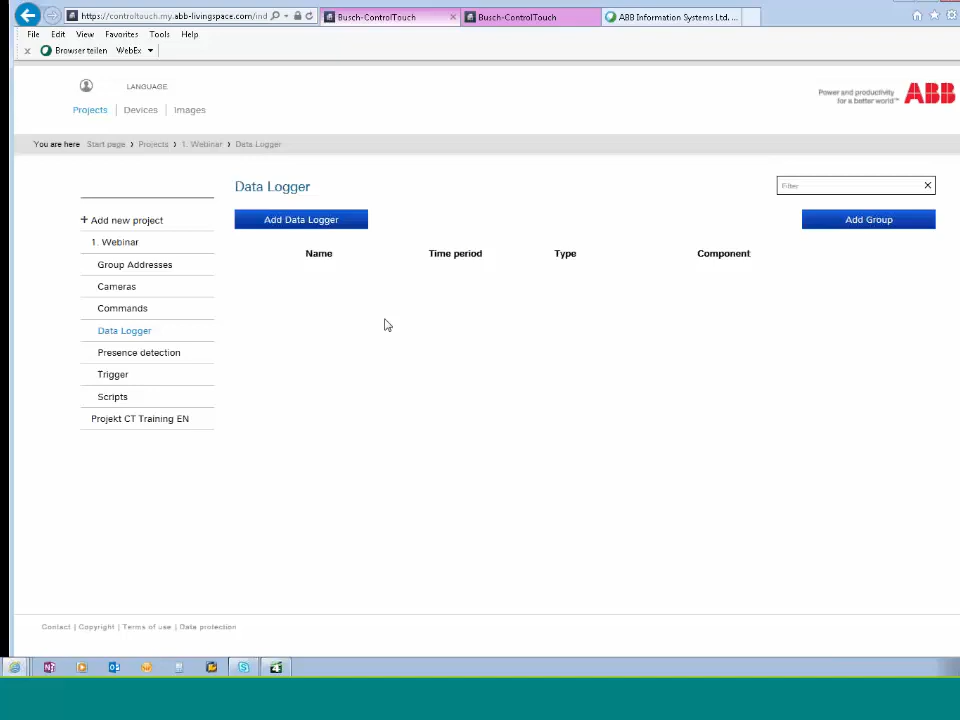 https://controltouch.my.abb-livingspace.com/ind
Busch-ControlTouch
Busch-ControlTouch
ABB Information Systems Ltd. ...
File Edit View Favorites Tools Help
x Browser teilen WebEx
LANGUAGE
Projects | Devices | Images
Power and productivity
for a better world™
ABB
You are here Start page > Projects > 1. Webinar > Data Logger
Data Logger
Filter
Add Data Logger
Add Group
+ Add new project
Name Time period Type Component
1. Webinar
Group Addresses
Cameras
Commands
Data Logger
Presence detection
Trigger
Scripts
Projekt CT Training EN
Contact | Copyright | Terms of use | Data protection